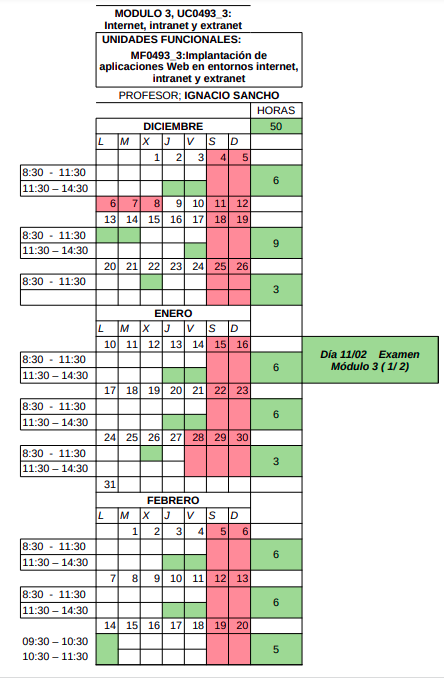 MODULO 3, UC0493_3:
Internet, intranet y extranet
UNIDADES FUNCIONALES:
MF0493_3:Implantación de
aplicaciones Web en entornos internet,
intranet y extranet
PROFESOR; IGNACIO SANCHO
HORAS
DICIEMBRE 50
L M X J V S D
1 2 3 4 5
8:30 - 11:30
6
11:30 – 14:30
6 7 8 9 10 11 12
13 14 15 16 17 18 19
8:30 - 11:30
9
11:30 – 14:30
20 21 22 23 24 25 26
8:30 - 11:30
3
ENERO
L M X J V S D
10 11 12 13 14 15 16
Día 11/02 Examen
Módulo 3 ( 1/ 2)
8:30 - 11:30
6
11:30 – 14:30
17 18 19 20 21 22 23
8:30 - 11:30
6
11:30 – 14:30
24 25 26 27 28 29 30
8:30 - 11:30
3
11:30 – 14:30
31
FEBRERO
L M X J V S D
1 2 3 4 5 6
8:30 - 11:30
6
11:30 – 14:30
7 8 9 10 11 12 13
8:30 - 11:30
6
11:30 – 14:30
14 15 16 17 18 19 20
09:30 – 10:30
5
10:30 – 11:30